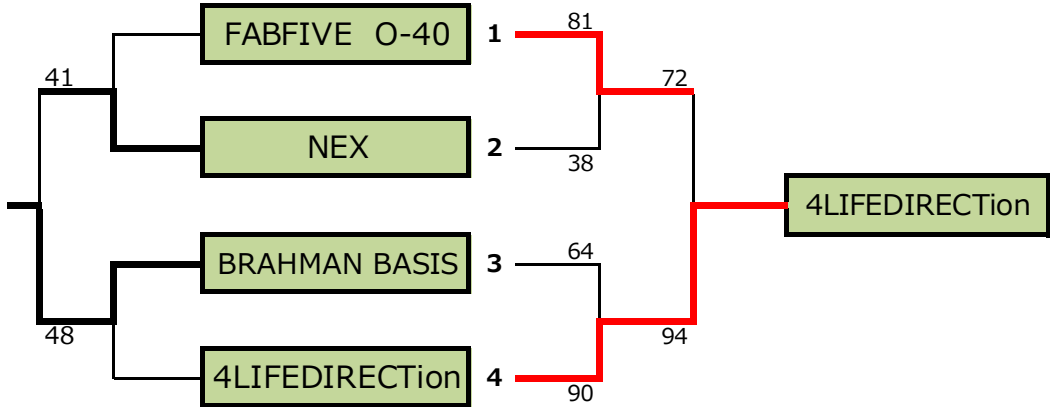 FABFIVE O-40 1 81
41 72
NEX 2 38
4LIFEDIRECTion
BRAHMAN BASIS 3 64
48 94
4LIFEDIRECTion 4 90